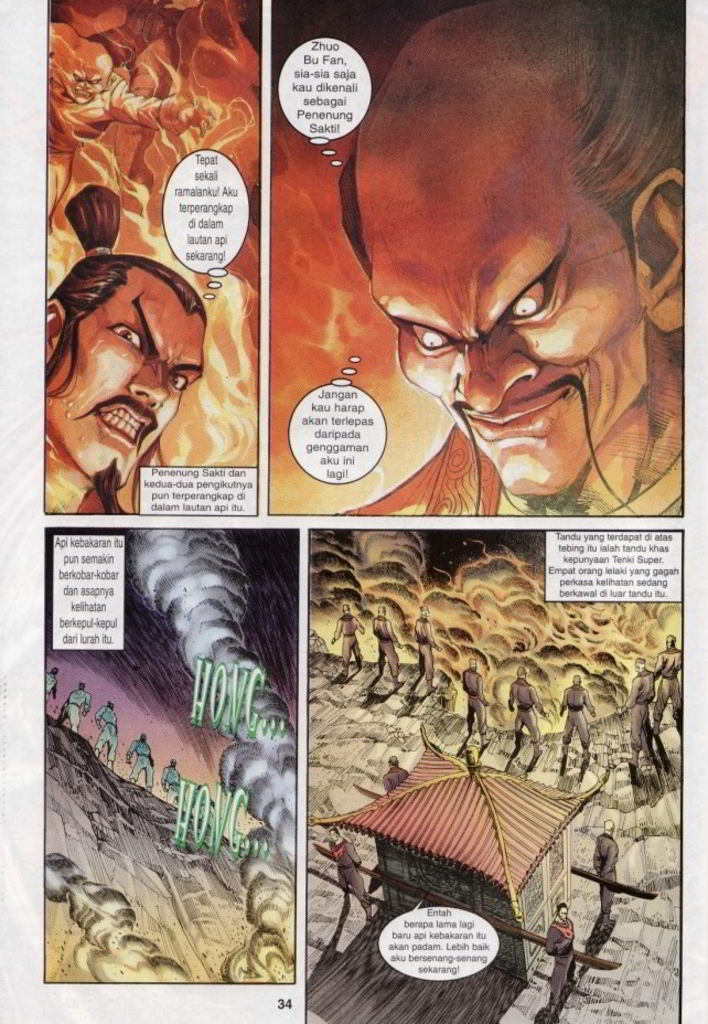 Tepat
sekali
ramalanku! Aku
terperangkap
di dalam
lautan api
sekarang!
Penenung Sakti dan
kedua-dua pengikutnya
pun terperangkap di
dalam lautan api itu.
Zhuo
Bu Fan,
sia-sia saja
kau dikenali
sebagai
Penenung
Sakti!
Jangan
kau harap
akan terlepas
daripada
genggaman
aku ini
lagi!
Api kebakaran itu
pun semakin
berkobar-kobar
dan asapnya
kelihatan
berkepul-kepul
dari lurah itu.
HONG...
HONG...
Tandu yang terdapat di atas
tebing itu ialah tandu khas
kepunyaan Tenki Super.
Empat orang lelaki yang gagah
perkasa kelihatan sedang
berkawal di luar tandu itu.
Entah
berapa lama lagi
baru api kebakaran itu
akan padam. Lebih baik
aku bersenang-senang
sekarang!
34